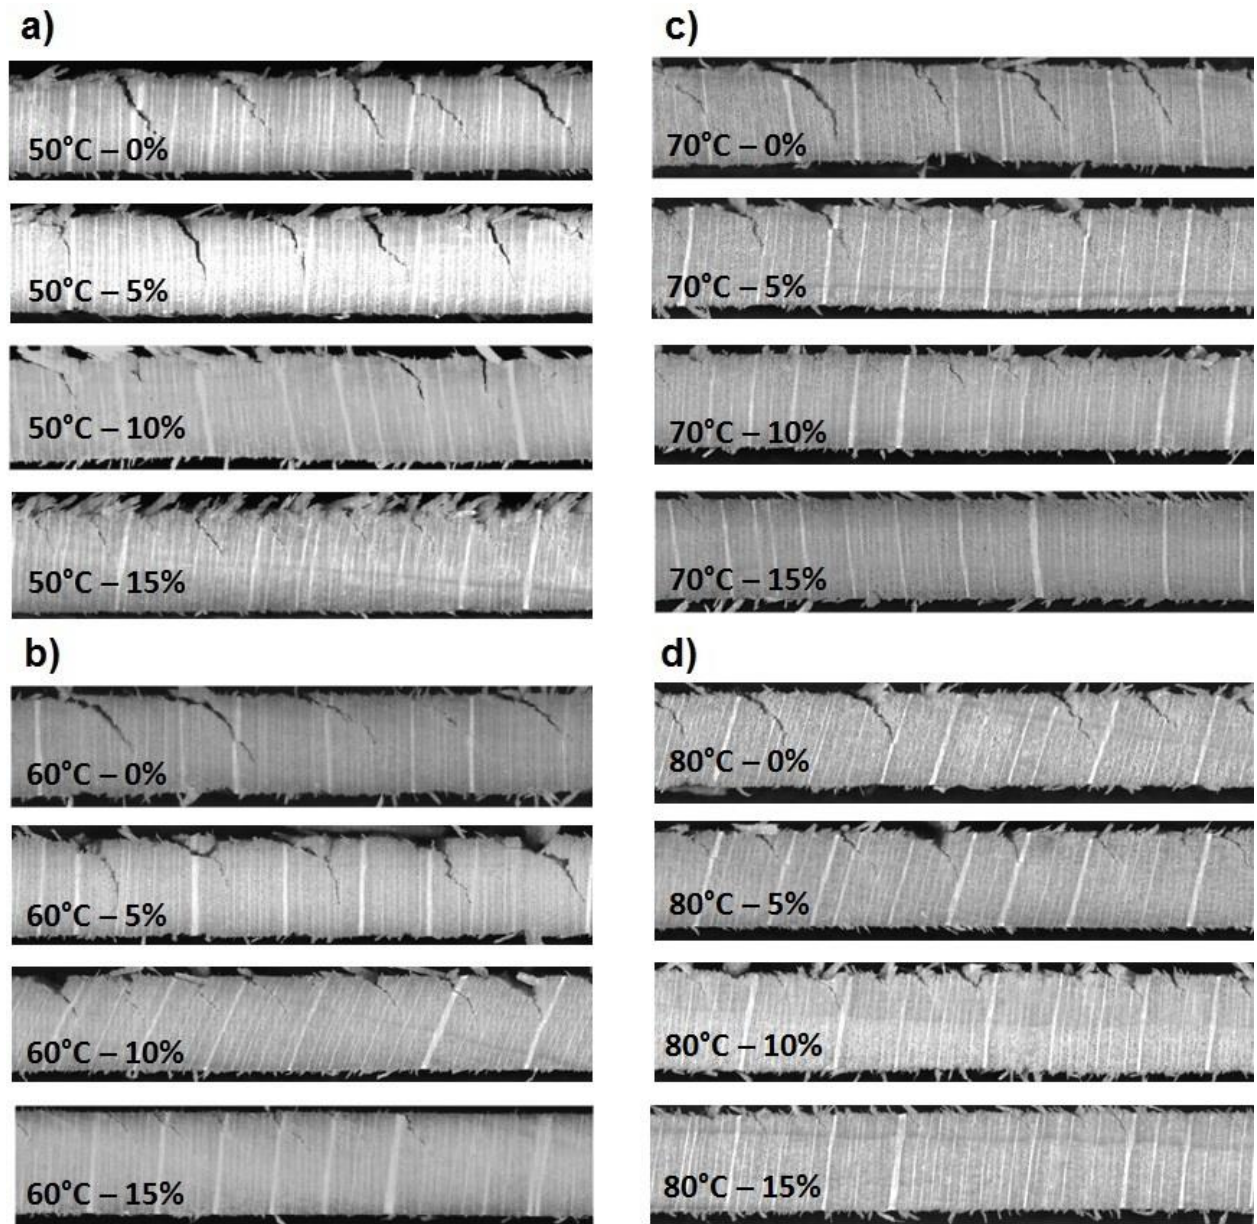 a)
50°C – 0%
50°C – 5%
50°C – 10%
50°C – 15%
b)
60°C – 0%
60°C – 5%
60°C – 10%
60°C – 15%
c)
70°C – 0%
70°C – 5%
70°C – 10%
70°C – 15%
d)
80°C – 0%
80°C – 5%
80°C – 10%
80°C – 15%